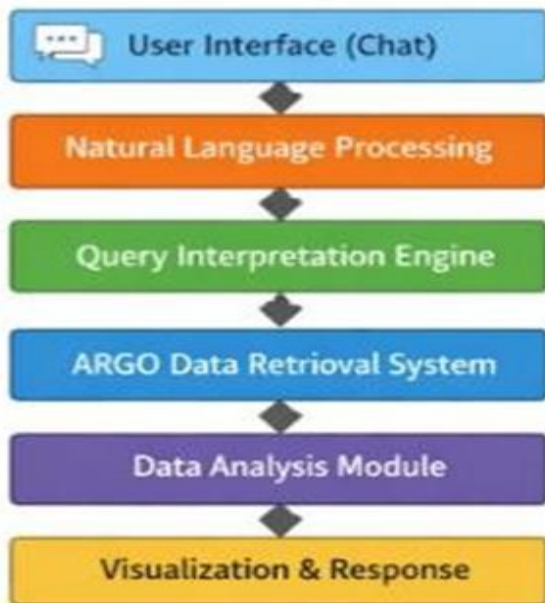 User Interface (Chat)
Natural Language Processing
Query Interpretation Engine
ARGO Data Retrioval System
Data Analysis Module
Visualization & Response